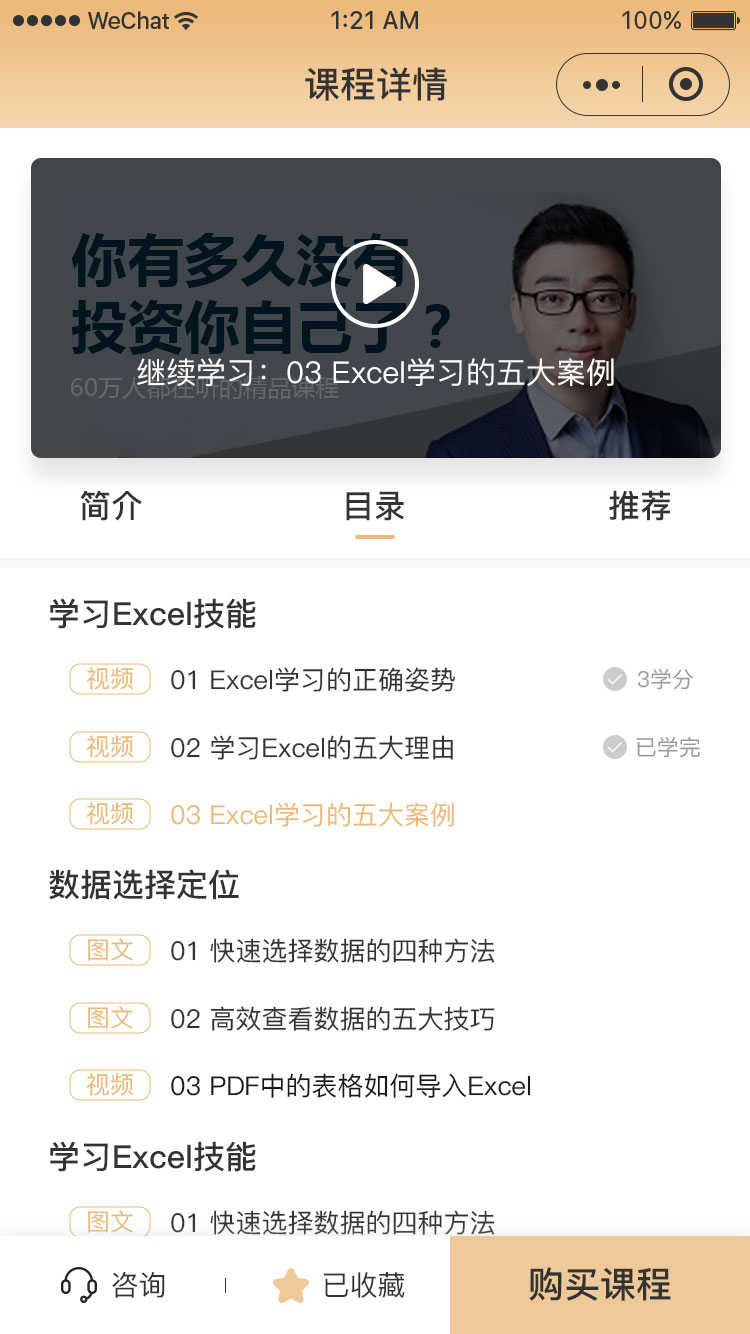 WeChat 1:21 AM 100%
课程详情
你有多久没有
投资你自己了？
继续学习：03 Excel学习的五大案例
60万人都在听的精品课程
简介 目录 推荐
学习Excel技能
视频 01 Excel学习的正确姿势 3学分
视频 02 学习Excel的五大理由 已学完
视频 03 Excel学习的五大案例
数据选择定位
图文 01 快速选择数据的四种方法
图文 02 高效查看数据的五大技巧
视频 03 PDF中的表格如何导入Excel
学习Excel技能
图文 01 快速选择数据的四种方法
咨询 已收藏 购买课程